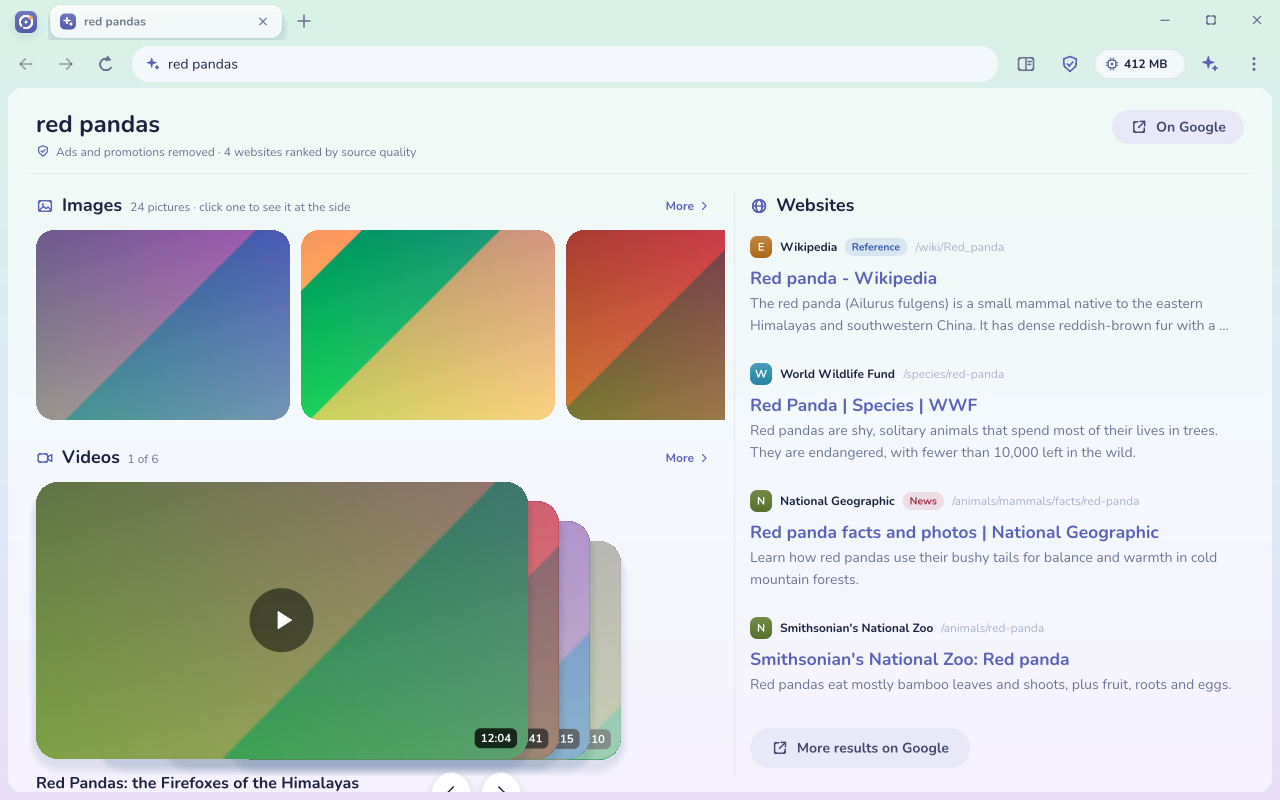 red pandas
red pandas
412 MB
red pandas
Ads and promotions removed · 4 websites ranked by source quality
On Google
Images 24 pictures · click one to see it at the side More
Videos 1 of 6 More
12:04 41 15 10
Red Pandas: the Firefoxes of the Himalayas
Websites
E Wikipedia Reference /wiki/Red_panda
Red panda - Wikipedia
The red panda (Ailurus fulgens) is a small mammal native to the eastern
Himalayas and southwestern China. It has dense reddish-brown fur with a ...
W World Wildlife Fund /species/red-panda
Red Panda | Species | WWF
Red pandas are shy, solitary animals that spend most of their lives in trees.
They are endangered, with fewer than 10,000 left in the wild.
N National Geographic News /animals/mammals/facts/red-panda
Red panda facts and photos | National Geographic
Learn how red pandas use their bushy tails for balance and warmth in cold
mountain forests.
N Smithsonian's National Zoo /animals/red-panda
Smithsonian's National Zoo: Red panda
Red pandas eat mostly bamboo leaves and shoots, plus fruit, roots and eggs.
More results on Google